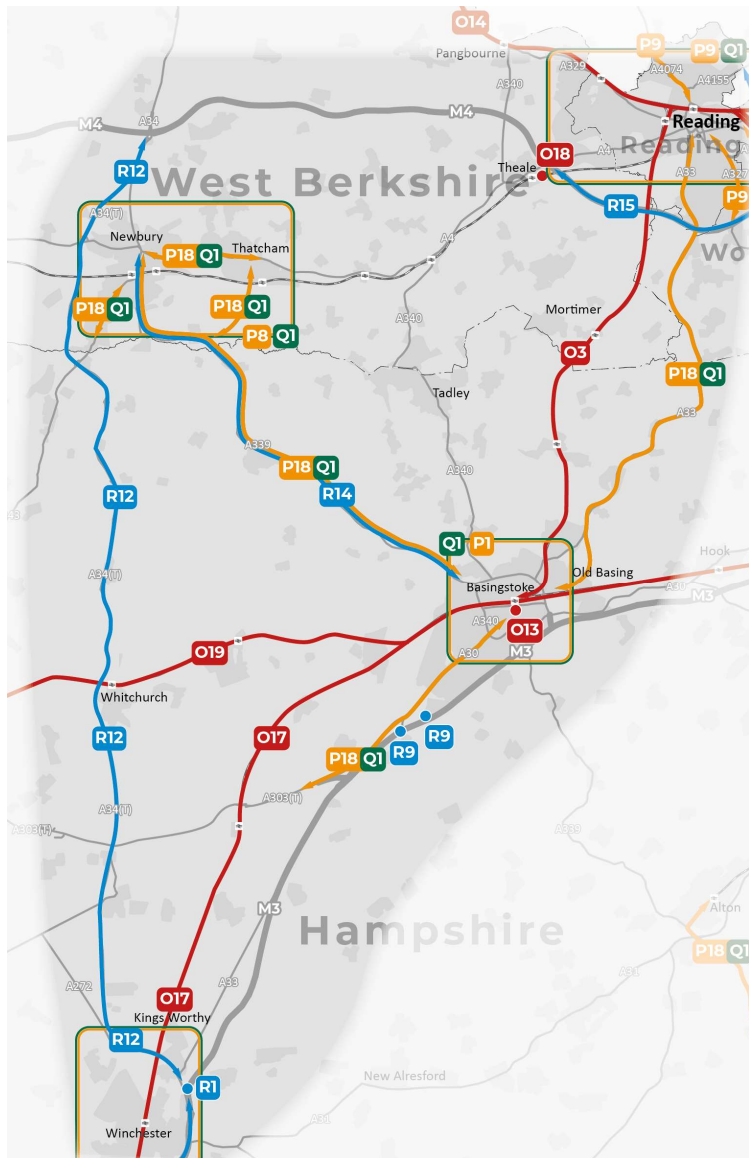 O14
P9
P9 Q1
Pangbourne
A329
A4074
A4155
A340
M4
A34
M4
Reading
Reading
O18
A4
R12
Theale
A33
A327
West Berkshire
R15
P9
A34(T)
Newbury
P18 Q1
Thatcham
A4
Wo
P18 Q1
P18 Q1
P8 Q1
A340
Mortimer
O3
P18 Q1
Tadley
A33
A339
P18 Q1
R14
R12
A340
Q1 P1
Hook
A34(T)
Basingstoke
Old Basing
A30
M3
A340
O13
M3
O19
A30
Whitchurch
R12
O17
R9
R9
P18 Q1
A303(T)
A34(T)
A303(T)
A339
M3
Alton
Hampshire
P18 Q1
A31
A272
A33
O17
Kings Worthy
R12
New Alresford
R1
A31
Winchester